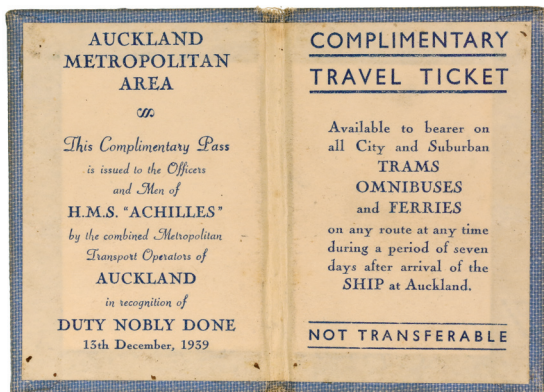 AUCKLAND
METROPOLITAN
AREA
This Complimentary Pass
is issued to the Officers
and Men of
H.M.S. "ACHILLES"
by the combined Metropolitan
Transport Operators of
AUCKLAND
in recognition of
DUTY NOBLY DONE
13th December, 1939
COMPLIMENTARY
TRAVEL TICKET
Available to bearer on
all City and Suburban
TRAMS
OMNIBUSES
and FERRIES
on any route at any time
during a period of seven
days after arrival of the
SHIP at Auckland.
NOT TRANSFERABLE